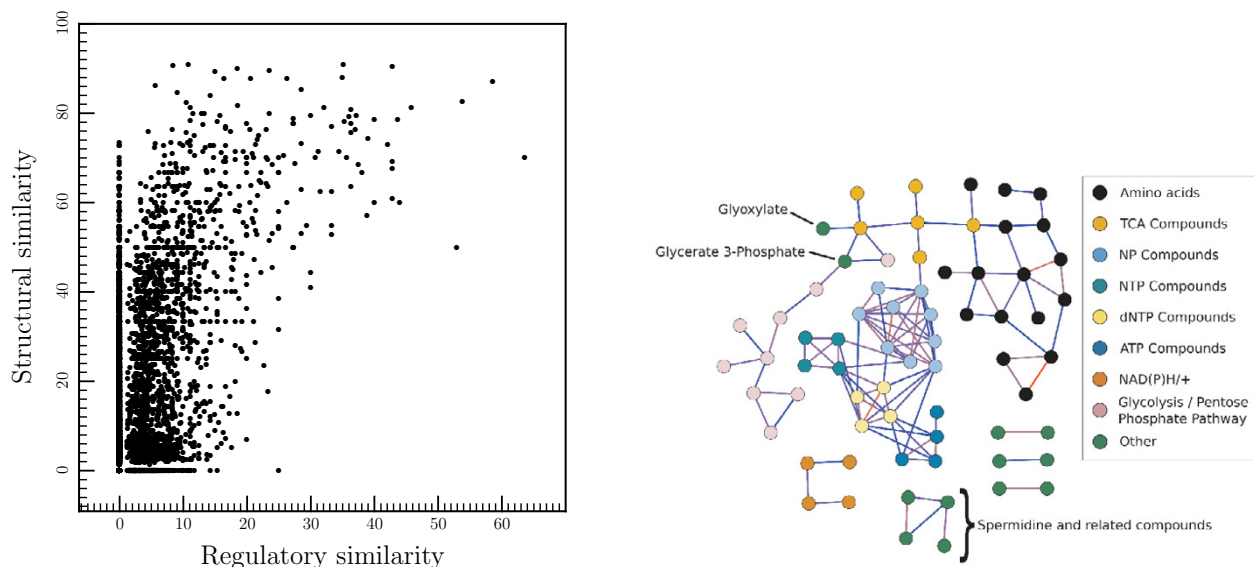 100
80
60
40
20
0
Structural similarity
0 10 20 30 40 50 60
Regulatory similarity
Glyoxylate
Glycerate 3-Phosphate
Amino acids
TCA Compounds
NP Compounds
NTP Compounds
dNTP Compounds
ATP Compounds
NAD(P)H/+
Glycolysis / Pentose
Phosphate Pathway
Other
Spermidine and related compounds